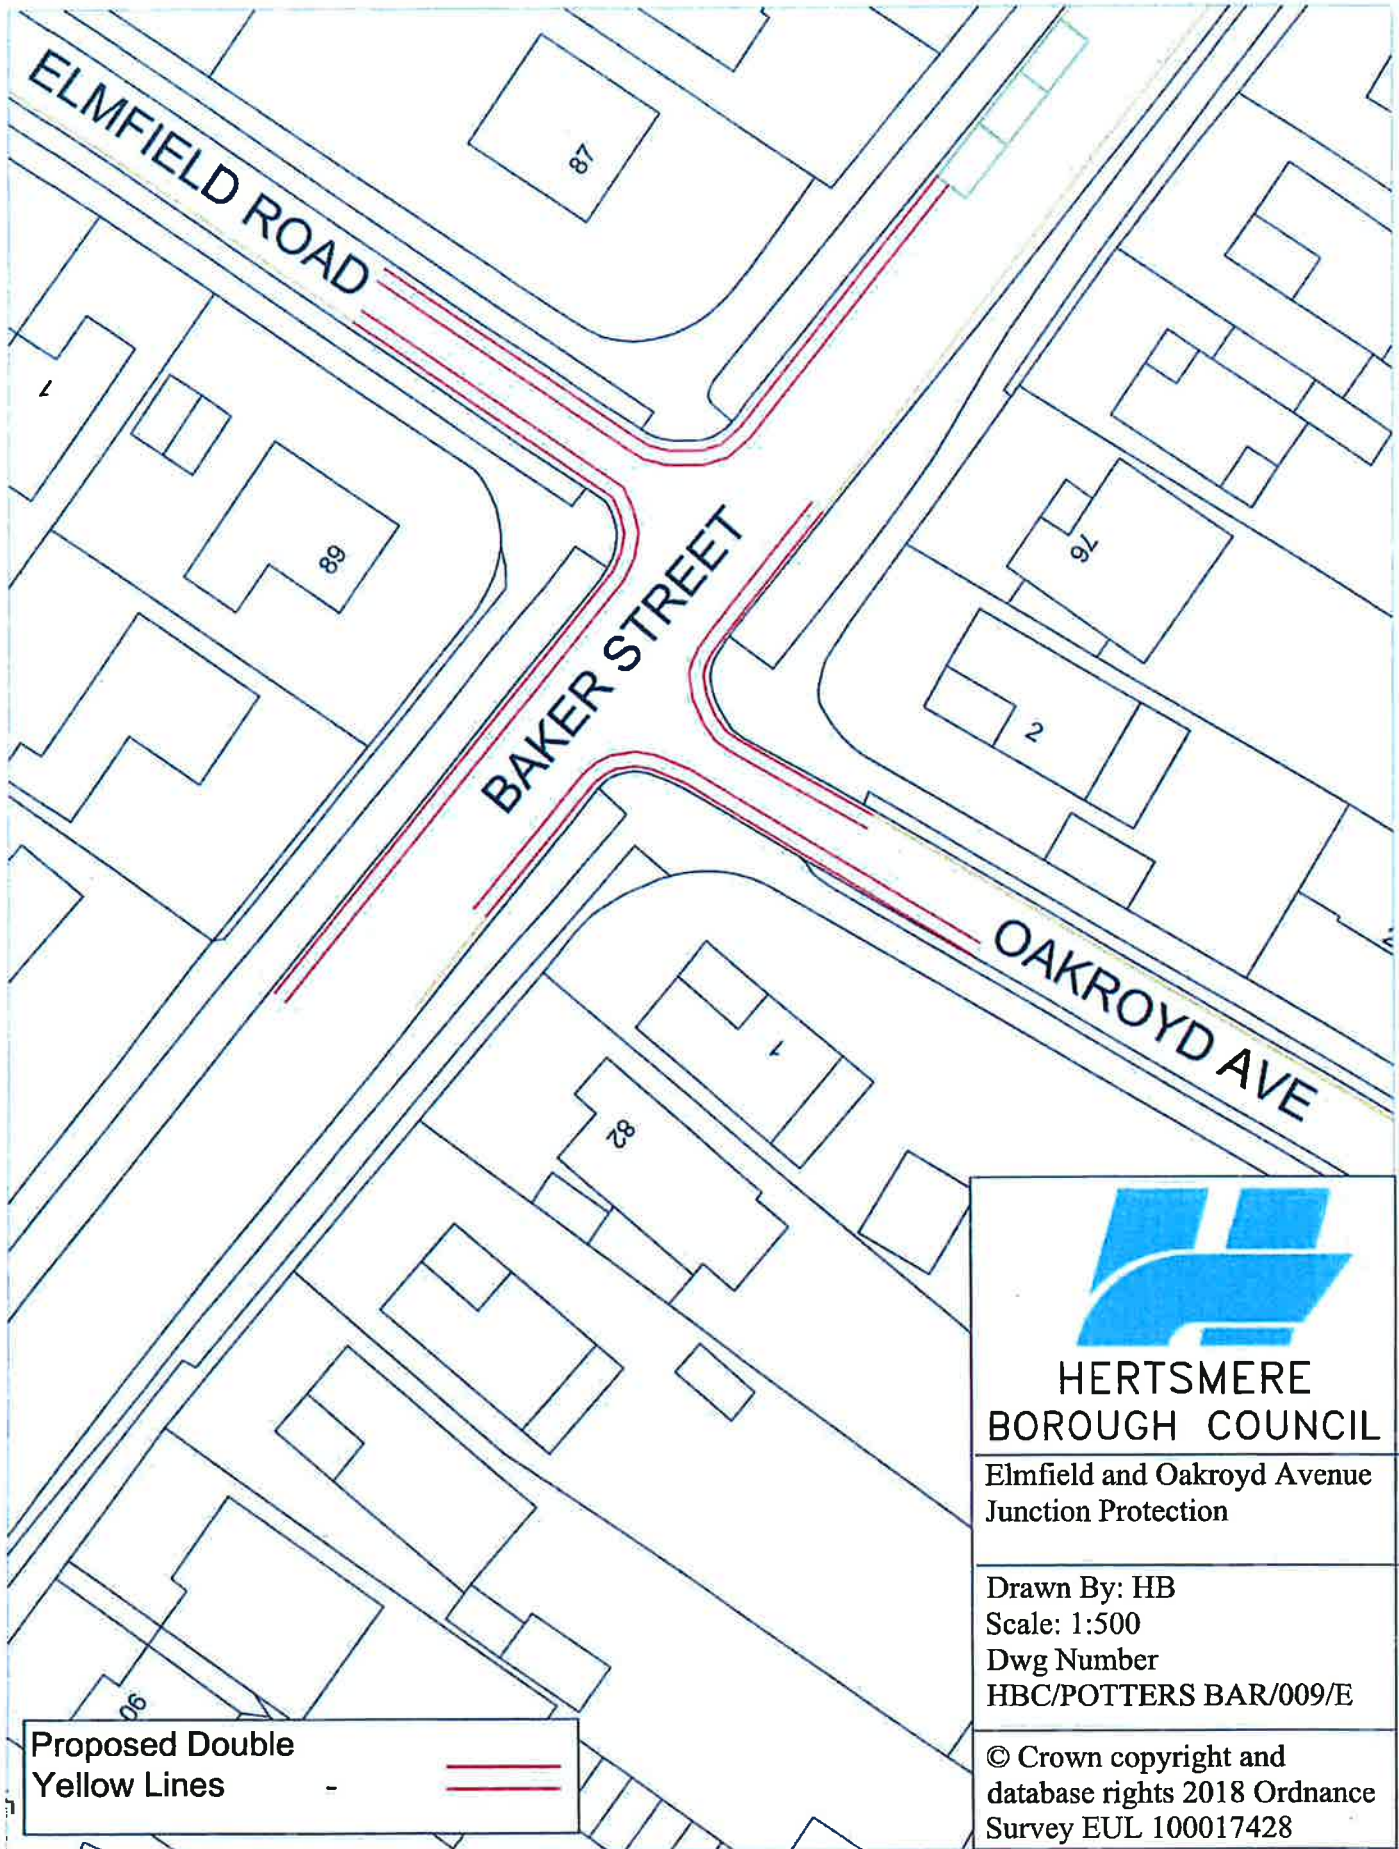 ELMFIELD ROAD
87
1
89
BAKER STREET
76
2
OAKROYD AVE
1
82
90
HERTSMERE
BOROUGH COUNCIL
Elmfield and Oakroyd Avenue
Junction Protection
Drawn By: HB
Scale: 1:500
Dwg Number
HBC/POTTERS BAR/009/E
© Crown copyright and
database rights 2018 Ordnance
Survey EUL 100017428
Proposed Double
Yellow Lines -